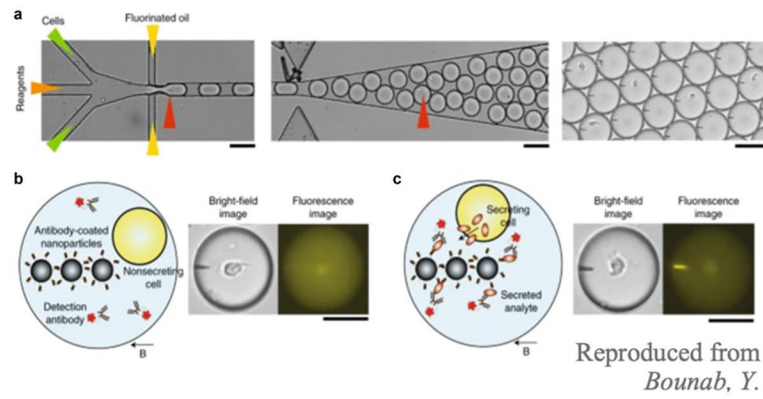 a
Cells
Fluorinated oil
Reagents
b
Antibody-coated
nanoparticles
Nonsecreting
cell
Detection
antibody
B
Bright-field
image
Fluorescence
image
c
Secreting
cell
Secreted
analyte
B
Bright-field
image
Fluorescence
image
Reproduced from
Bounab, Y.